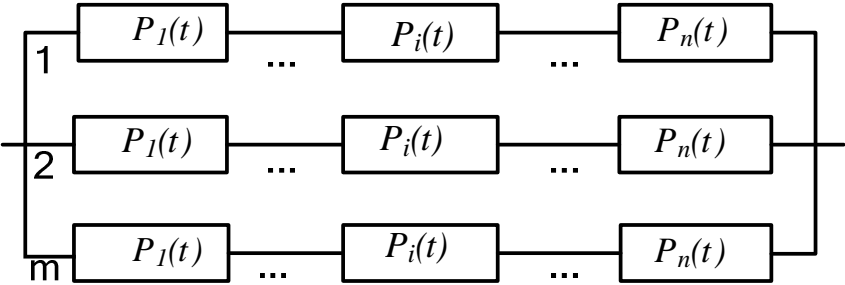 P1(t) Pi(t) Pn(t)
1 ... ...
P1(t) Pi(t) Pn(t)
2 ... ...
P1(t) Pi(t) Pn(t)
m ... ...